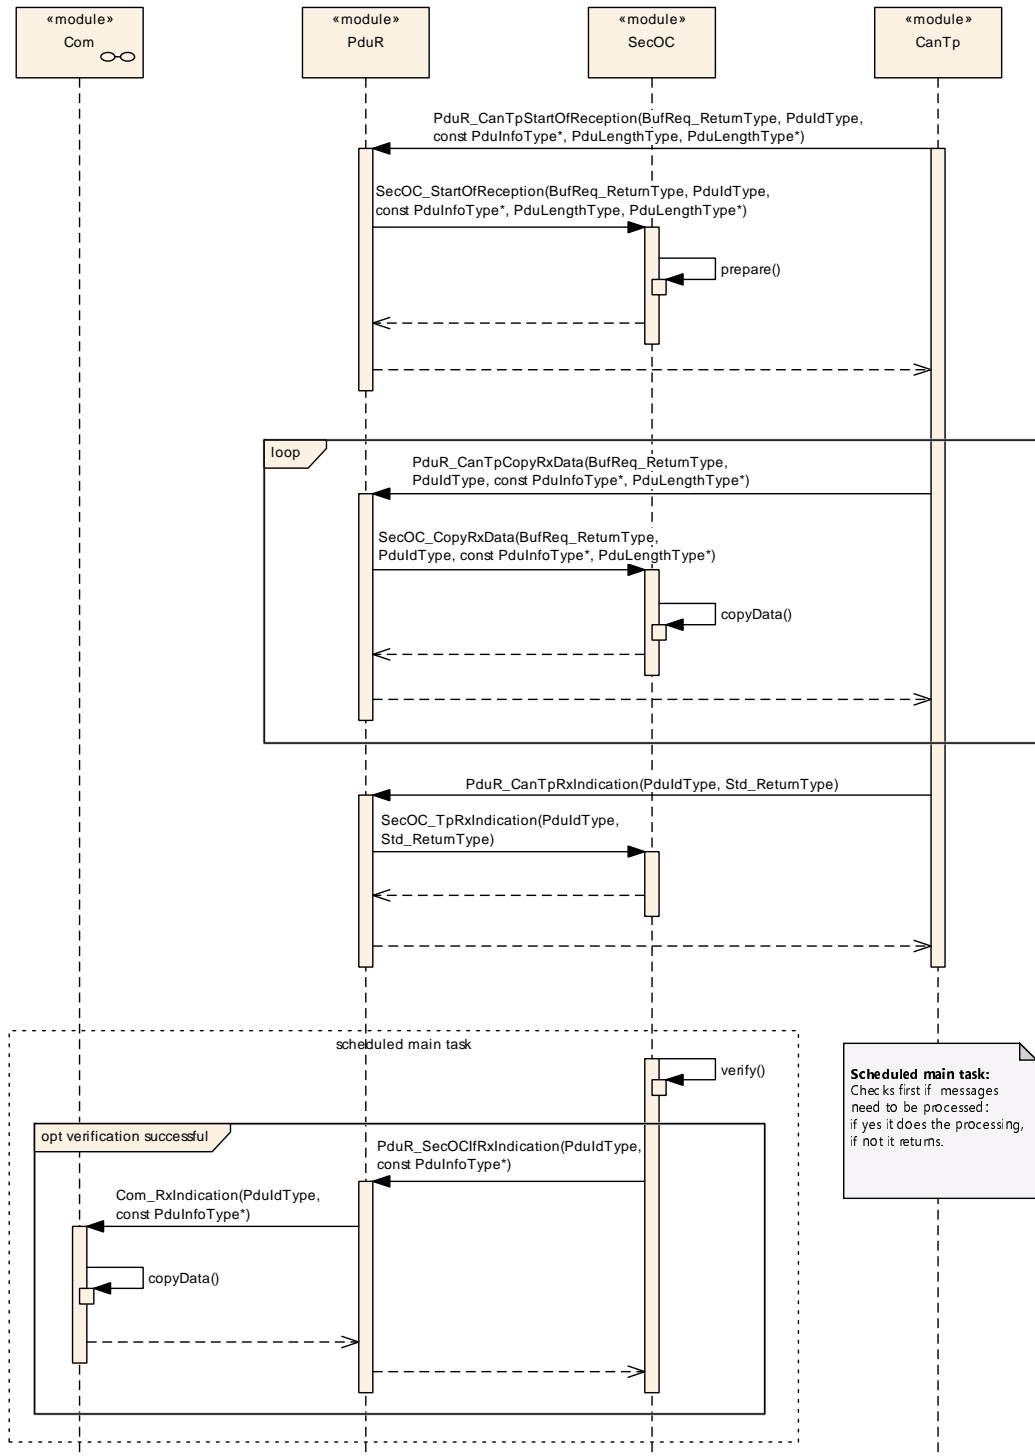 «module»
Com
«module»
PduR
«module»
SecOC
«module»
CanTp
PduR_CanTpStartOfReception(BufReq_ReturnType, PduIdType,
const PduInfoType*, PduLengthType, PduLengthType*)
SecOC_StartOfReception(BufReq_ReturnType, PduIdType,
const PduInfoType*, PduLengthType, PduLengthType*)
prepare()
loop
PduR_CanTpCopyRxData(BufReq_ReturnType,
PduIdType, const PduInfoType*, PduLengthType*)
SecOC_CopyRxData(BufReq_ReturnType,
PduIdType, const PduInfoType*, PduLengthType*)
copyData()
PduR_CanTpRxIndication(PduIdType, Std_ReturnType)
SecOC_TpRxIndication(PduIdType,
Std_ReturnType)
scheduled main task
verify()
Scheduled main task:
Checks first if messages
need to be processed:
if yes it does the processing,
if not it returns.
opt verification successful
PduR_SecOCIfRxIndication(PduIdType,
const PduInfoType*)
Com_RxIndication(PduIdType,
const PduInfoType*)
copyData()